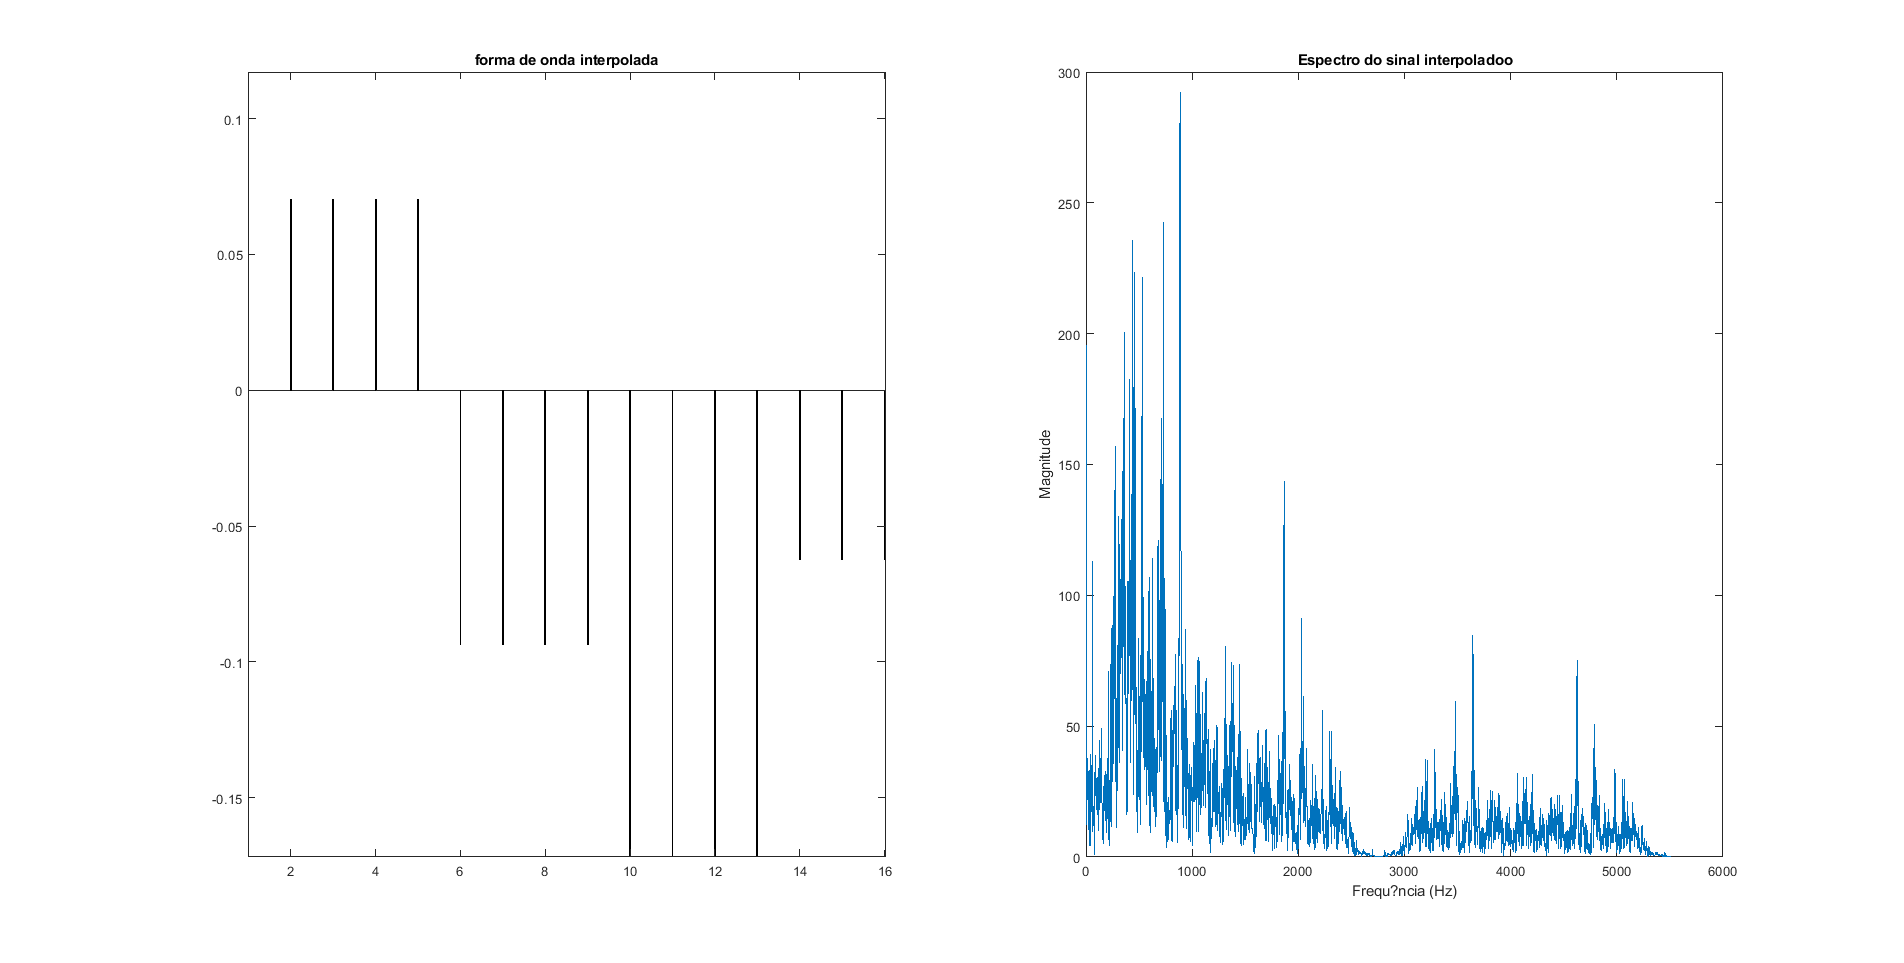 forma de onda interpolada
0.1
0.05
0
-0.05
-0.1
-0.15
2 4 6 8 10 12 14 16
Espectro do sinal interpoladoo
Magnitude
300
250
200
150
100
50
0
0 1000 2000 3000 4000 5000 6000
Frequ?ncia (Hz)